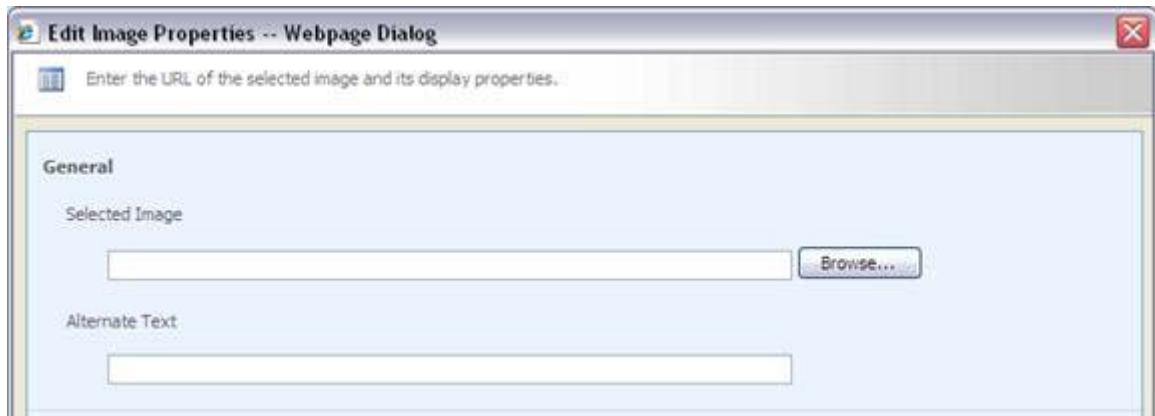 Edit Image Properties -- Webpage Dialog
Enter the URL of the selected image and its display properties.
General
Selected Image
Browse...
Alternate Text